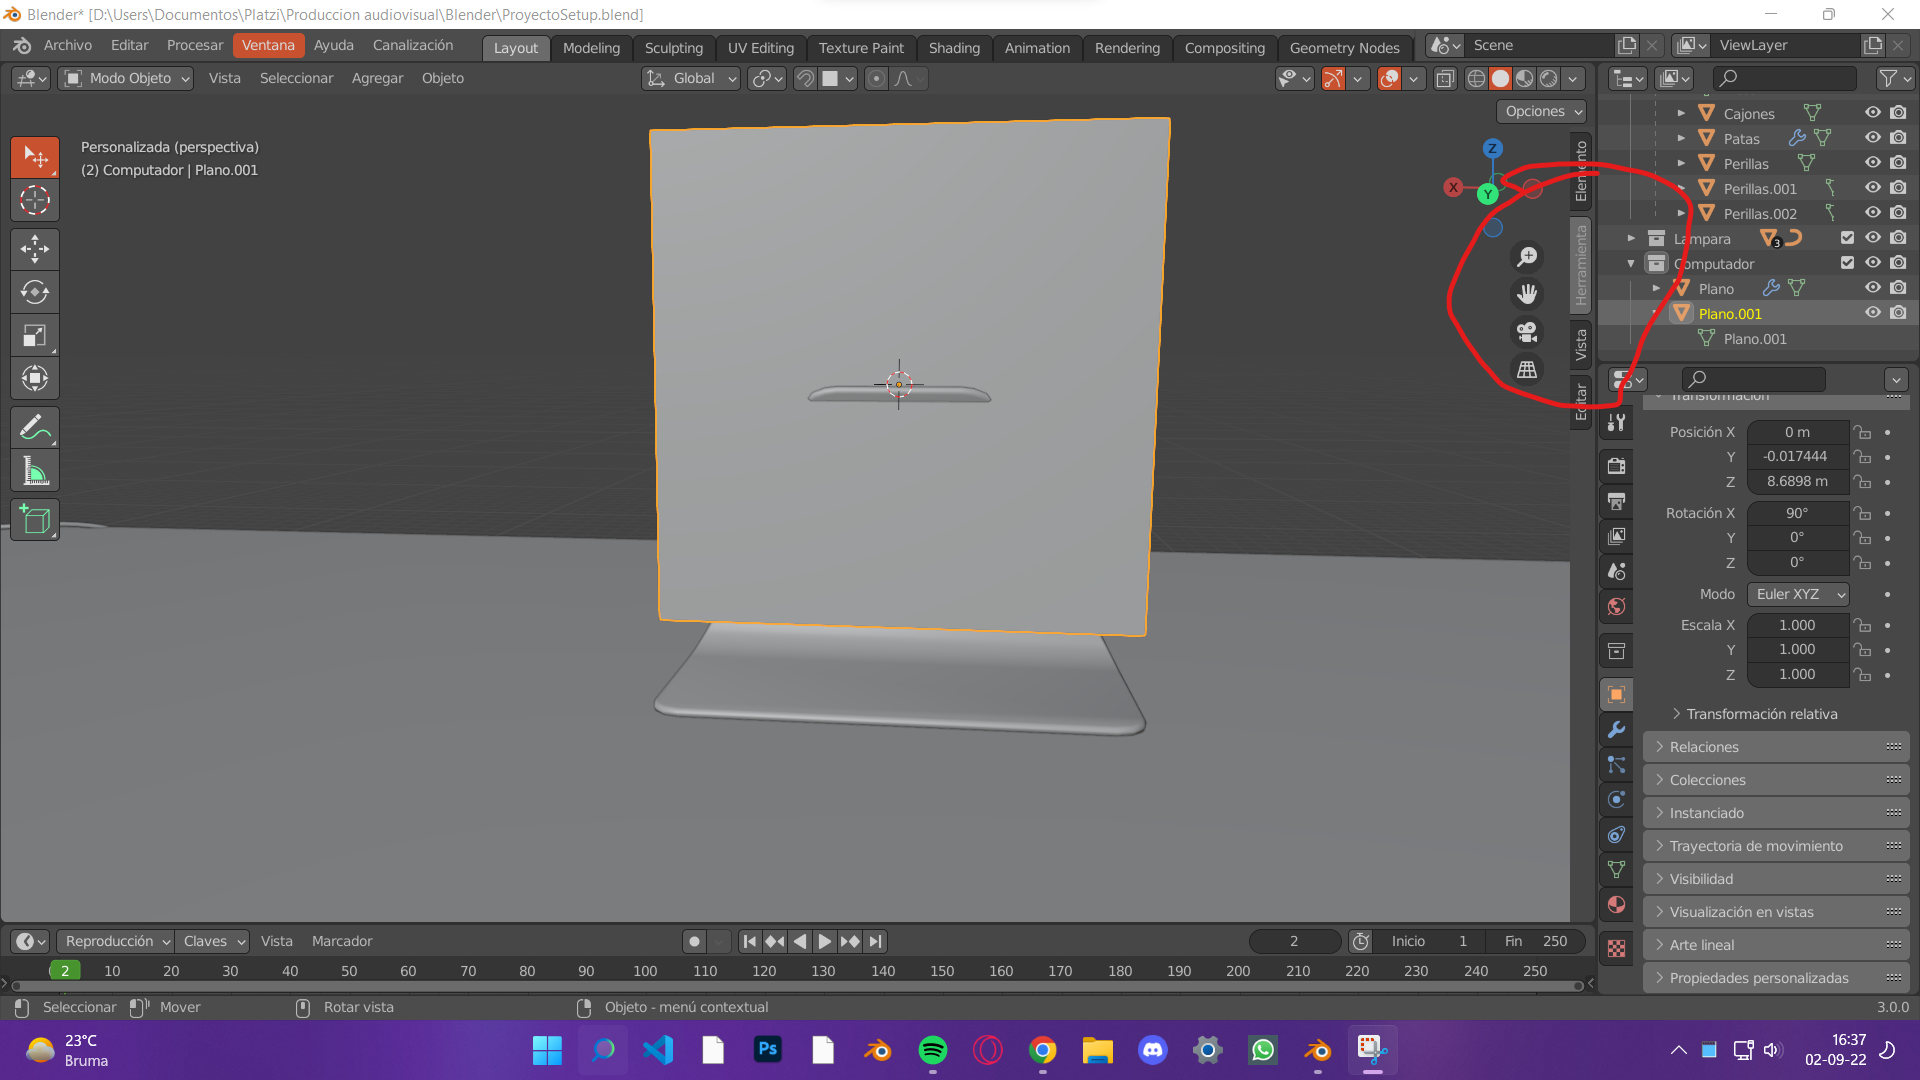 Blender* [D:\Users\Documentos\Platzi\Produccion audiovisual\Blender\ProyectoSetup.blend]
Archivo Editar Procesar Ventana Ayuda Canalización Layout Modeling Sculpting UV Editing Texture Paint Shading Animation Rendering Compositing Geometry Nodes Scene ViewLayer
Modo Objeto Vista Seleccionar Agregar Objeto Global
Opciones
Personalizada (perspectiva)
(2) Computador | Plano.001
Z
X
Y
Elemento
Herramienta
Vista
Editar
Cajones
Patas
Perillas
Perillas.001
Perillas.002
Lampara 3
Computador
Plano
Plano.001
Plano.001
Transformación
Posición X 0 m
Y -0.017444
Z 8.6898 m
Rotación X 90°
Y 0°
Z 0°
Modo Euler XYZ
Escala X 1.000
Y 1.000
Z 1.000
Transformación relativa
Relaciones
Colecciones
Instanciado
Trayectoria de movimiento
Visibilidad
Visualización en vistas
Arte lineal
Propiedades personalizadas
Reproducción Claves Vista Marcador 2 Inicio 1 Fin 250
2 10 20 30 40 50 60 70 80 90 100 110 120 130 140 150 160 170 180 190 200 210 220 230 240 250
Seleccionar Mover Rotar vista Objeto - menú contextual 3.0.0
23°C
Bruma
Ps
16:37
02-09-22